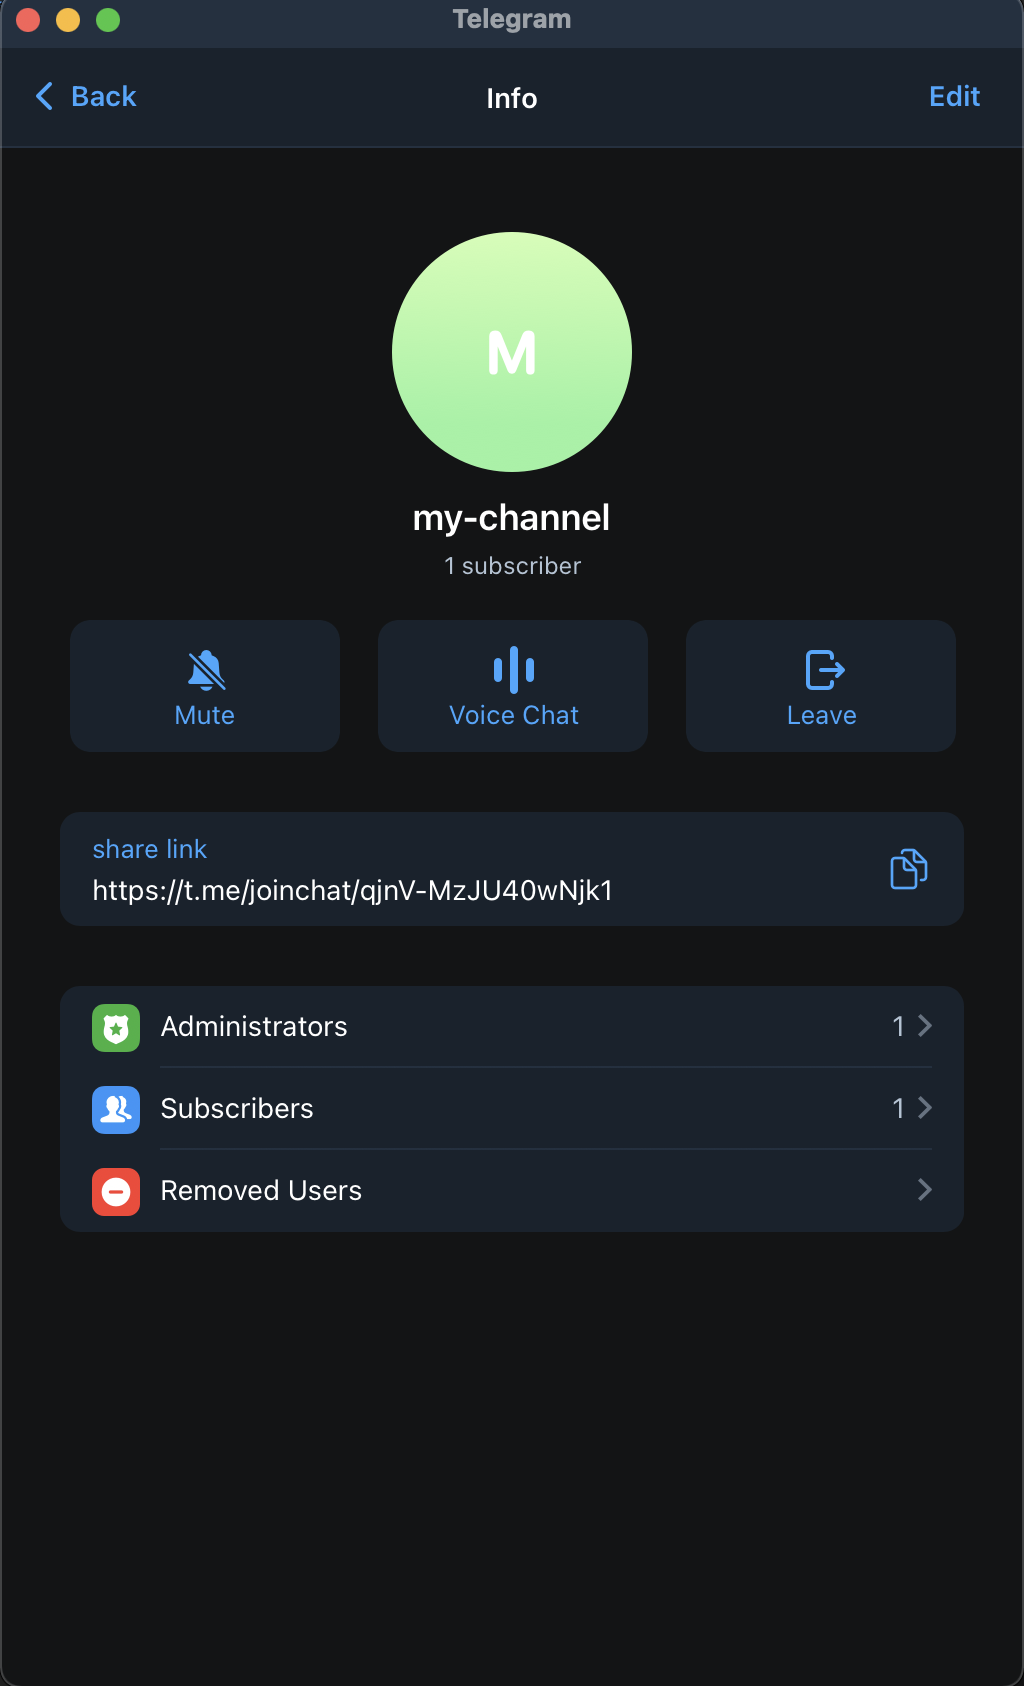 Telegram
Back
Info
Edit
M
my-channel
1 subscriber
Mute
Voice Chat
Leave
share link
https://t.me/joinchat/qjnV-MzJU40wNjk1
Administrators 1
Subscribers 1
Removed Users